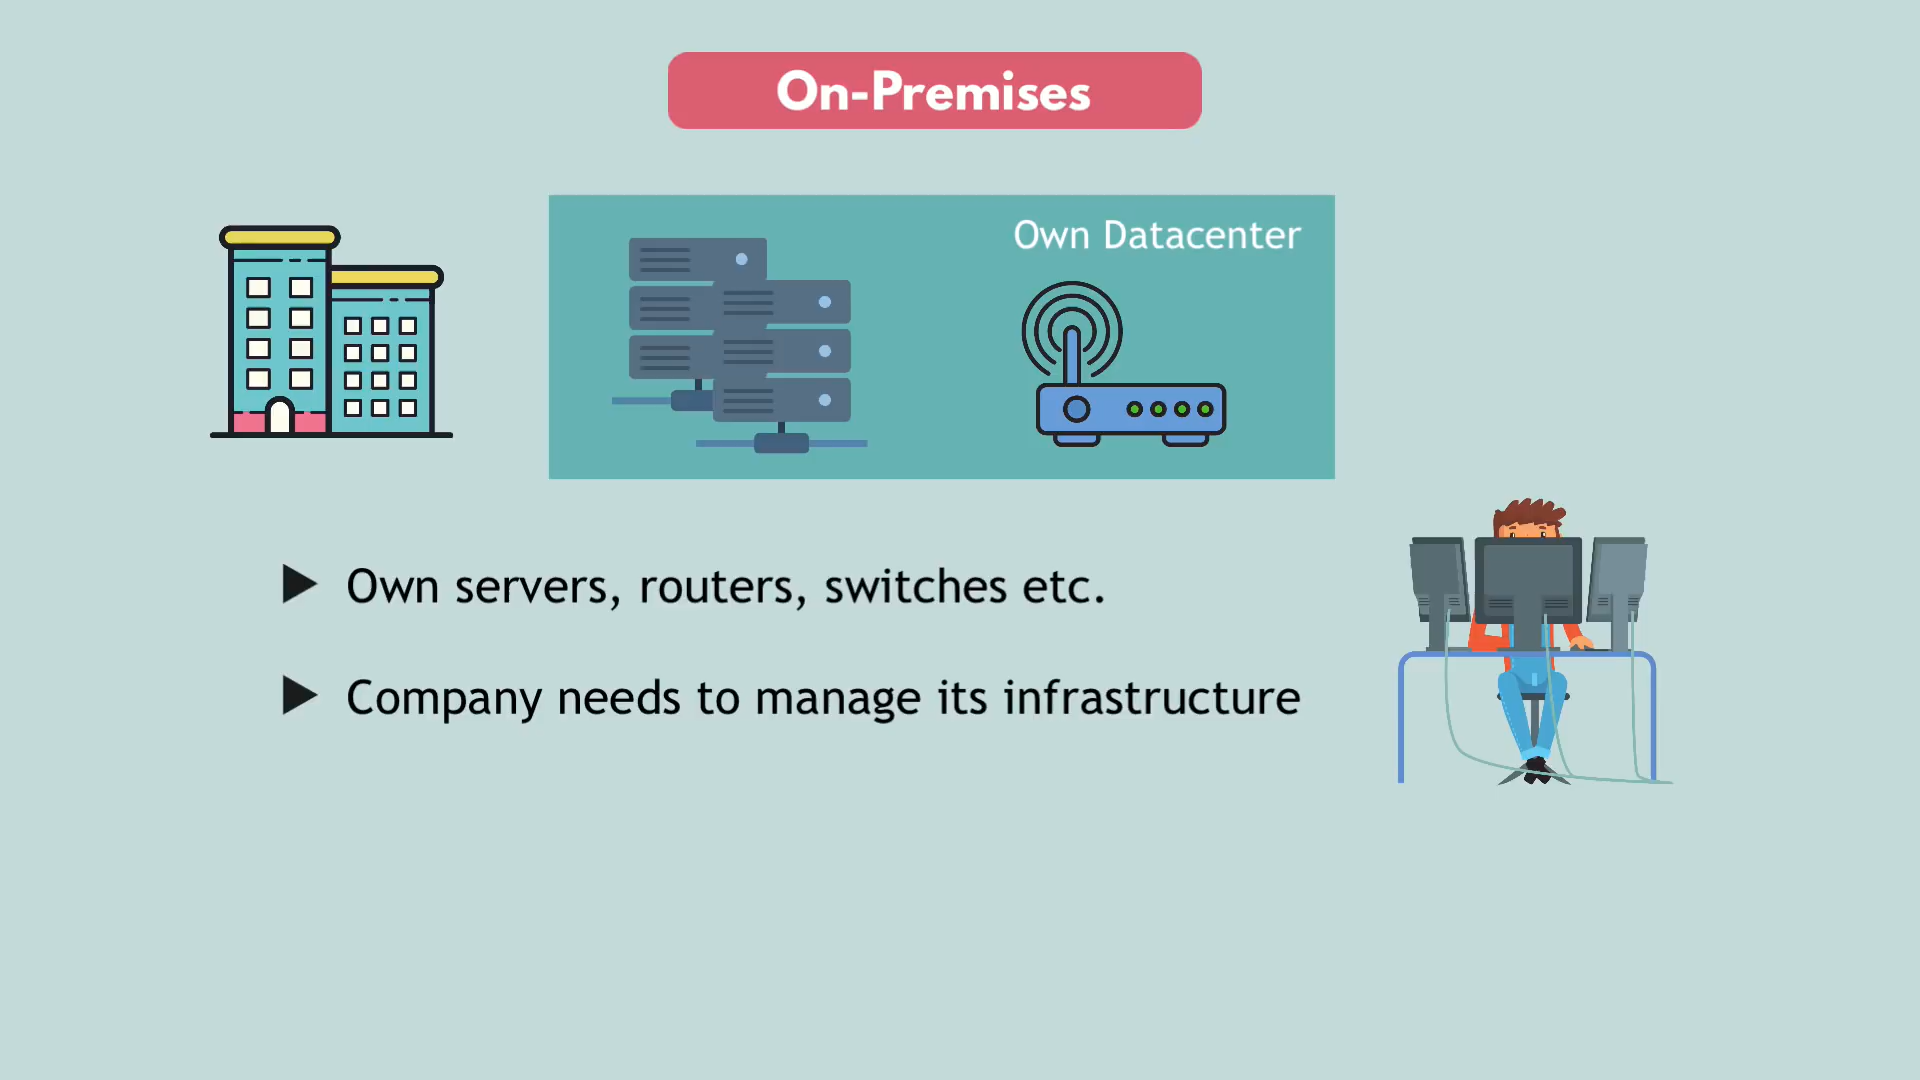 On-Premises
Own Datacenter
Own servers, routers, switches etc.
Company needs to manage its infrastructure